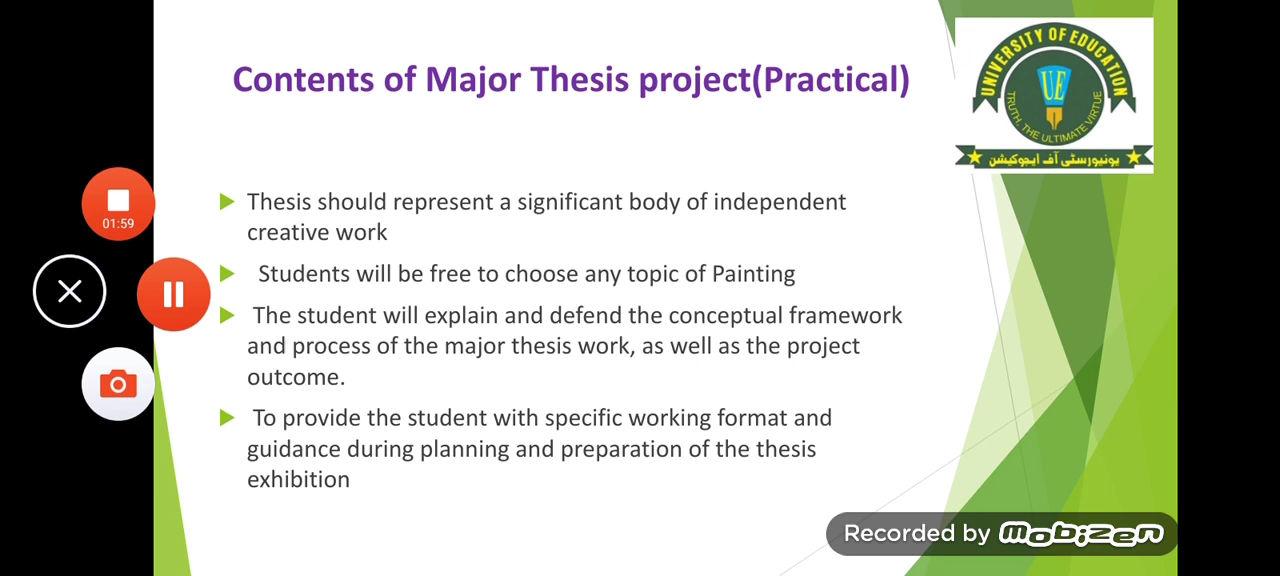 Contents of Major Thesis project(Practical)
UNIVERSITY OF EDUCATION
UE
TRUTH, THE ULTIMATE VIRTUE
یونیورسٹی آف ایجوکیشن
Thesis should represent a significant body of independent
creative work
Students will be free to choose any topic of Painting
The student will explain and defend the conceptual framework
and process of the major thesis work, as well as the project
outcome.
To provide the student with specific working format and
guidance during planning and preparation of the thesis
exhibition
01:59
Recorded by Mobizen